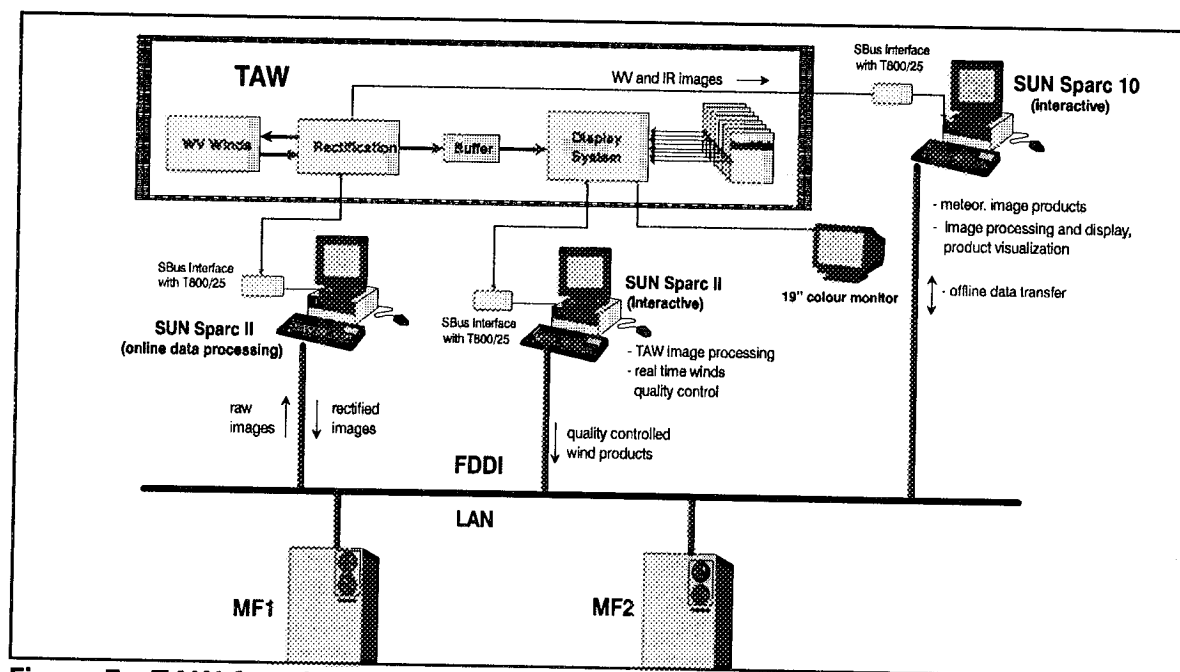 TAW
WV and IR images
SBus Interface
with T800/25
SUN Sparc 10
(interactive)
WV Winds
Rectification
Buffer
Display
System
- meteor. image products
- Image processing and display,
product visualization
- offline data transfer
SBus Interface
with T800/25
SUN Sparc II
(online data processing)
SBus Interface
with T800/25
SUN Sparc II
(Interactive)
19" colour monitor
- TAW image processing
- real time winds
quality control
raw
images
rectified
images
quality controlled
wind products
FDDI
LAN
MF1
MF2